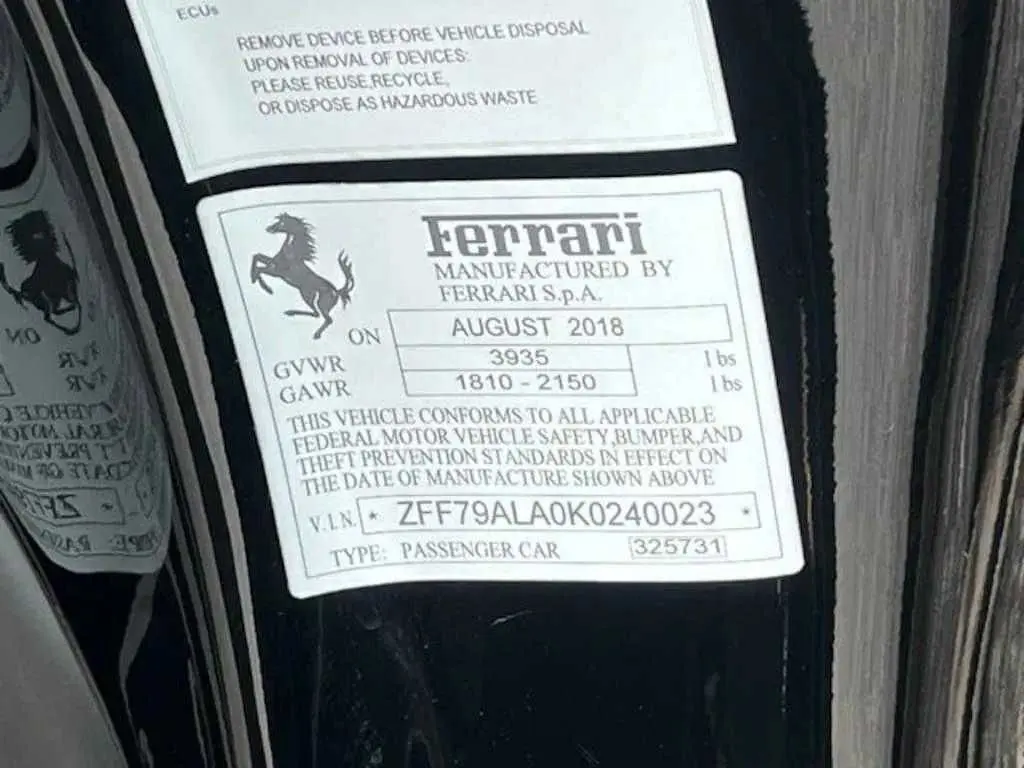 ECUs
REMOVE DEVICE BEFORE VEHICLE DISPOSAL
UPON REMOVAL OF DEVICES:
PLEASE REUSE,RECYCLE,
OR DISPOSE AS HAZARDOUS WASTE
Ferrari
MANUFACTURED BY
FERRARI S.p.A.
ON AUGUST 2018
GVWR 3935 lbs
GAWR 1810 - 2150 lbs
THIS VEHICLE CONFORMS TO ALL APPLICABLE
FEDERAL MOTOR VEHICLE SAFETY,BUMPER,AND
THEFT PREVENTION STANDARDS IN EFFECT ON
THE DATE OF MANUFACTURE SHOWN ABOVE
V.I.N. * ZFF79ALA0K0240023 *
TYPE: PASSENGER CAR 325731